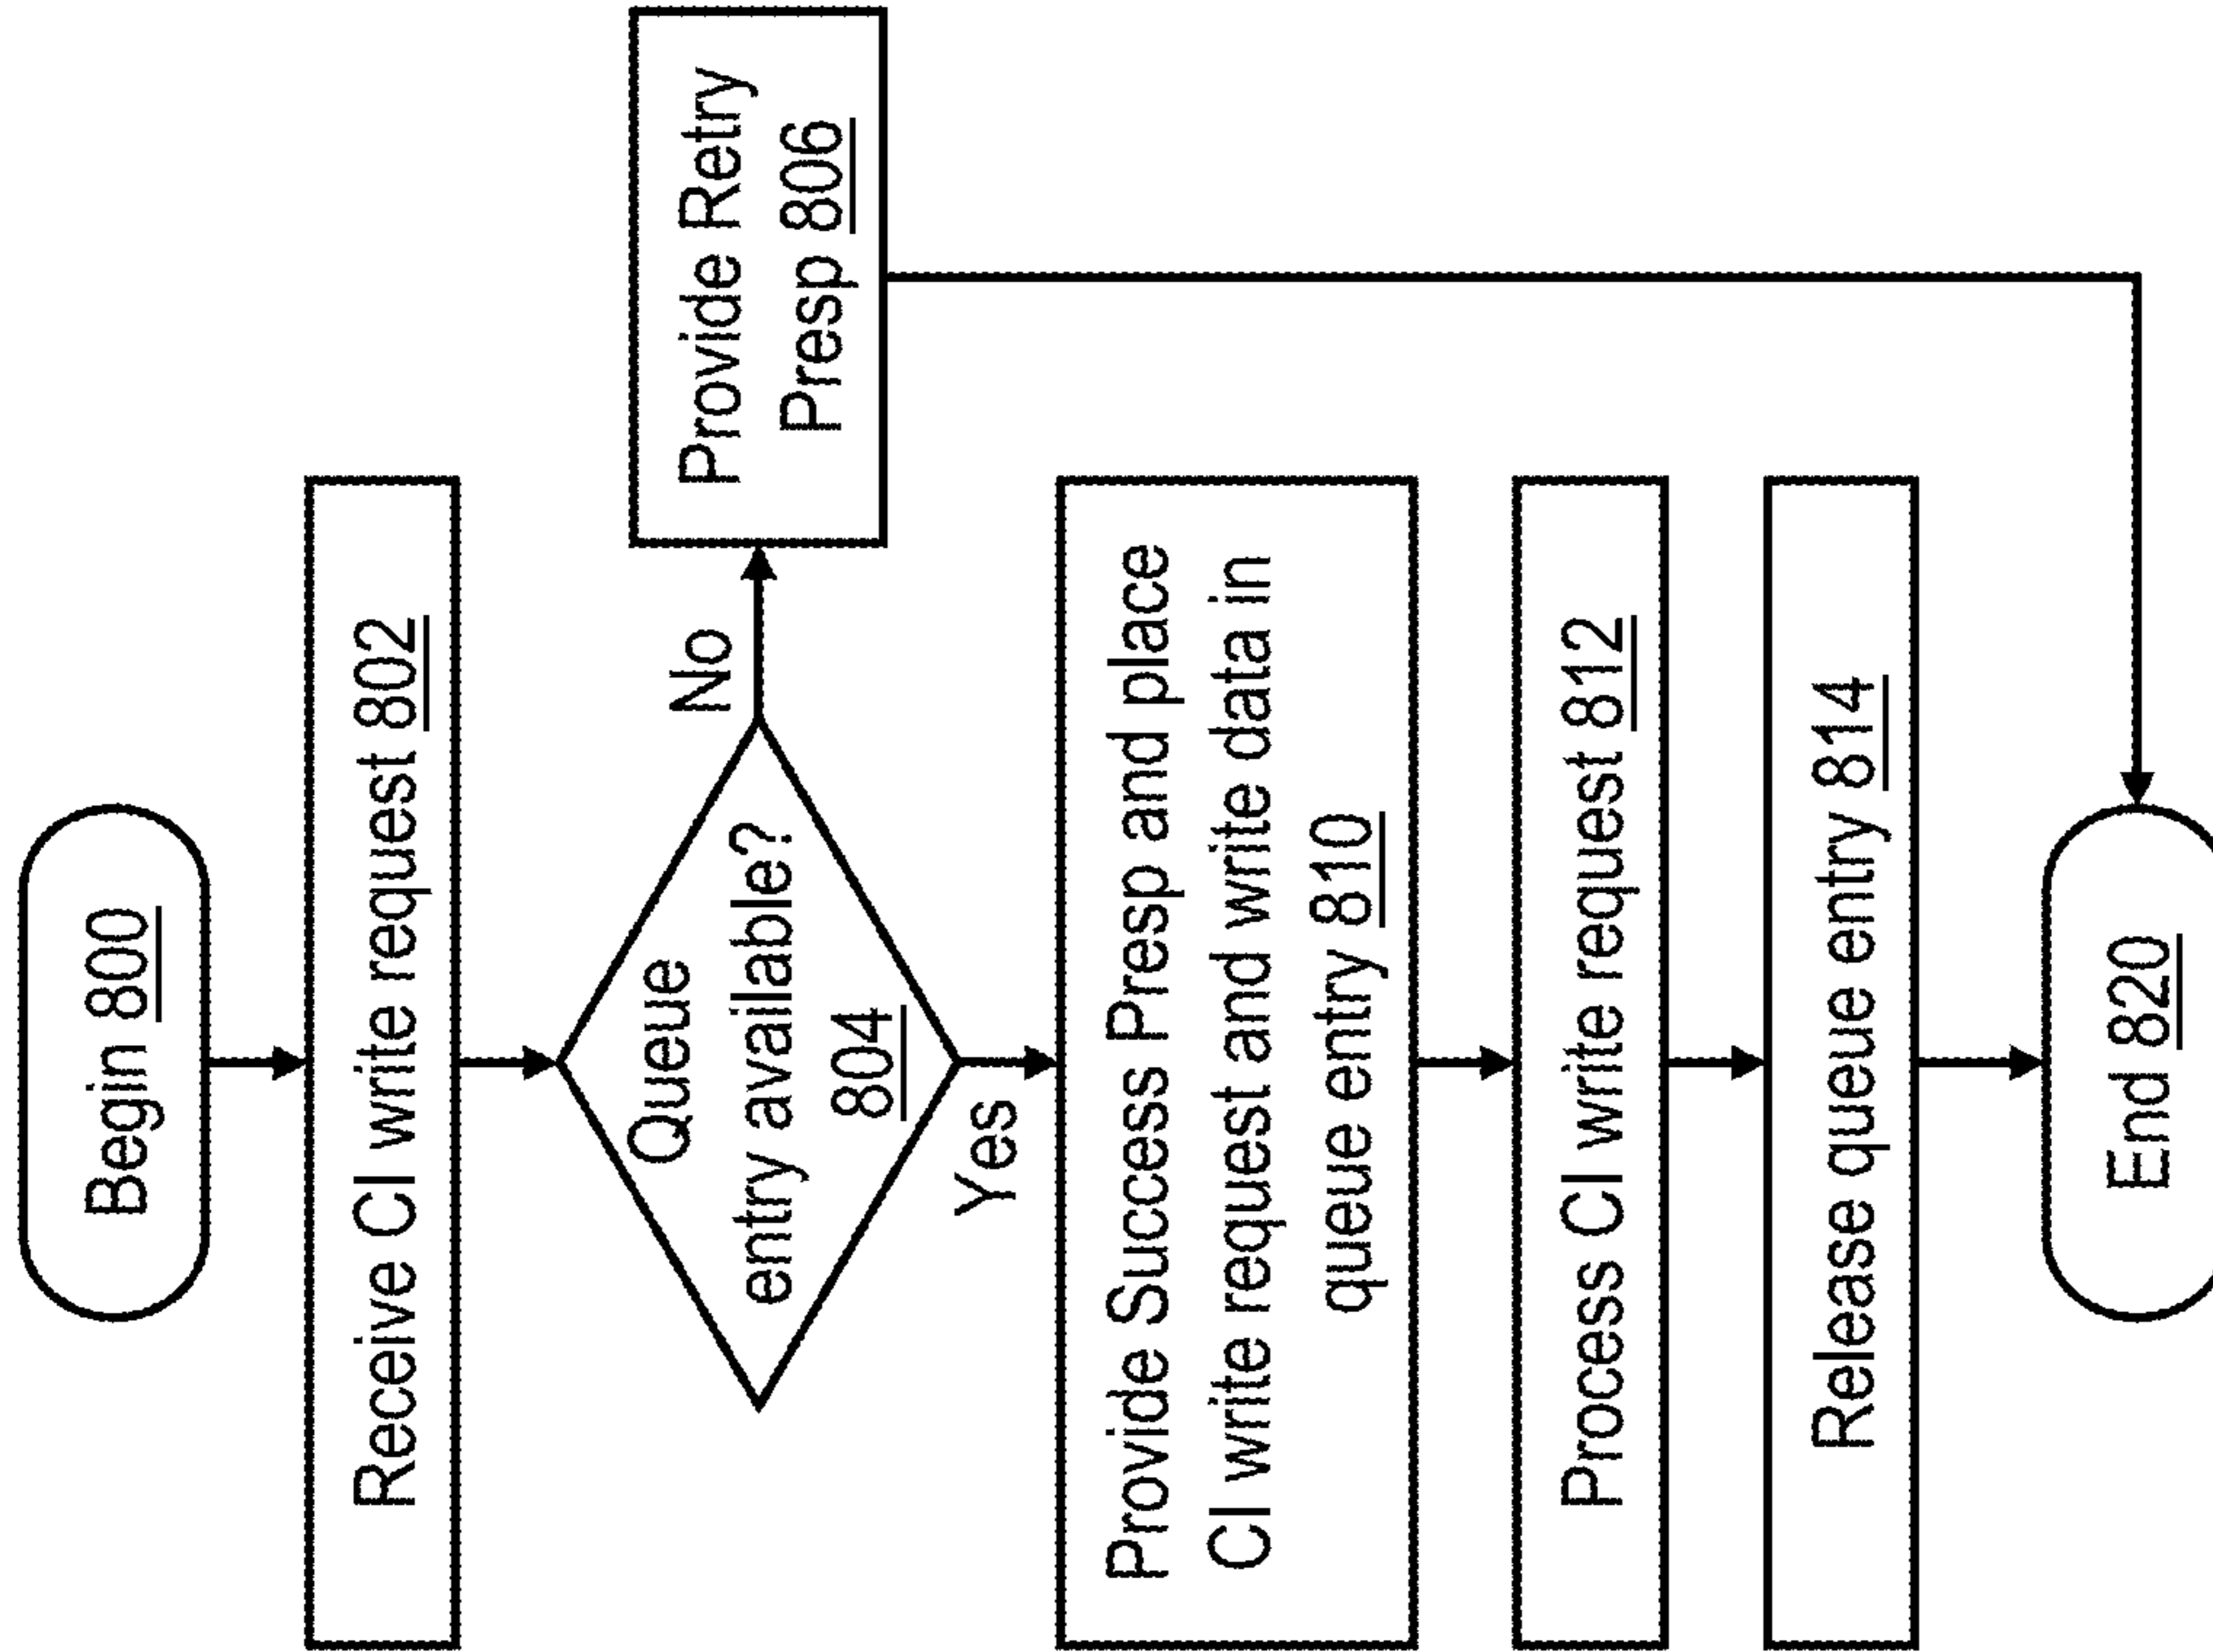 Begin 800
Receive CI write request 802
Queue
entry available?
804
No
Provide Retry
Presp 806
Yes
Provide Success Presp and place
CI write request and write data in
queue entry 810
Process CI write request 812
Release queue entry 814
End 820